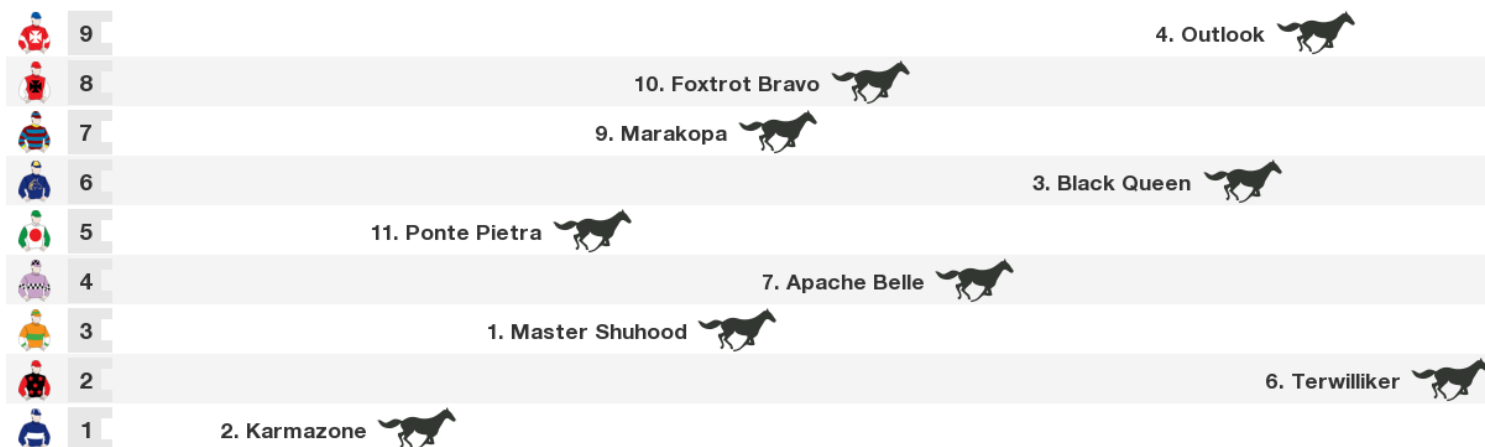 9 4. Outlook
8 10. Foxtrot Bravo
7 9. Marakopa
6 3. Black Queen
5 11. Ponte Pietra
4 7. Apache Belle
3 1. Master Shuhood
2 6. Terwilliker
1 2. Karmazone